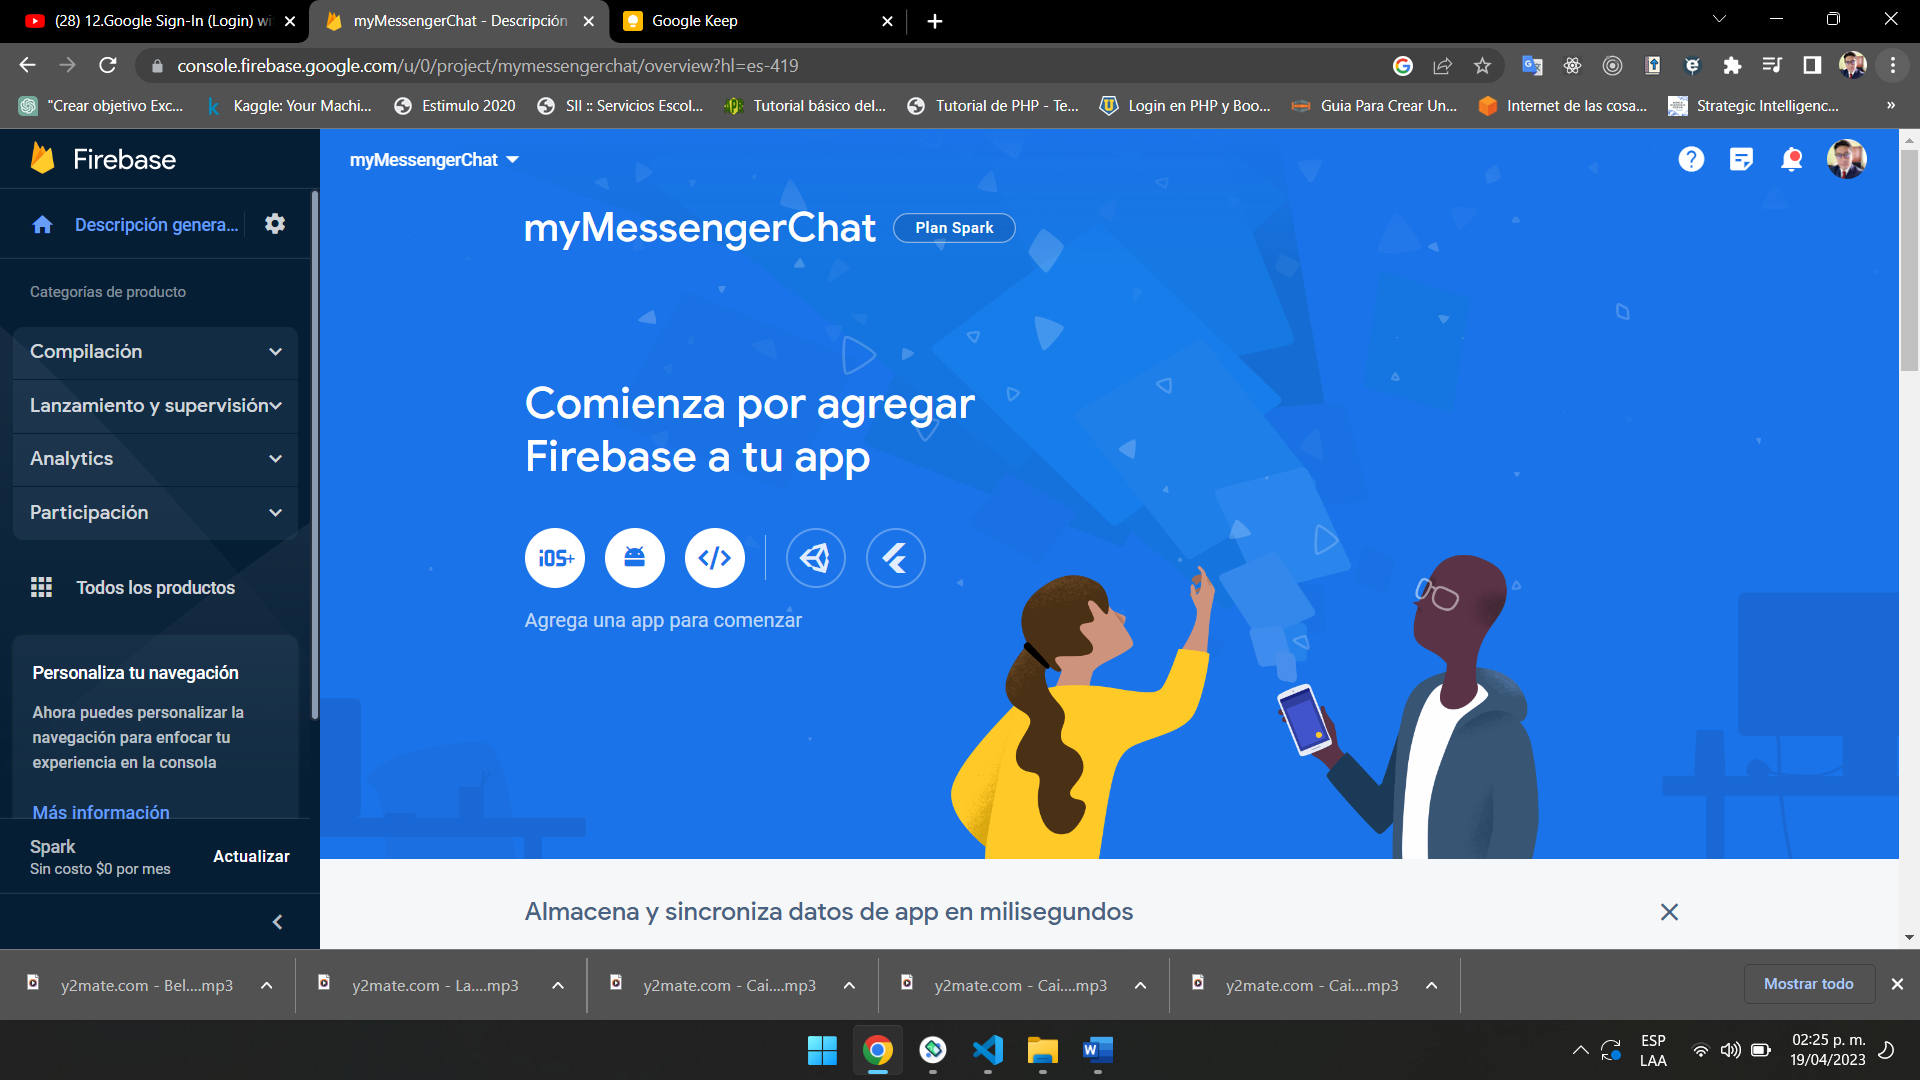 (28) 12.Google Sign-In (Login) wi
myMessengerChat - Descripción
Google Keep
console.firebase.google.com/u/0/project/mymessengerchat/overview?hl=es-419
"Crear objetivo Exc...
Kaggle: Your Machi...
Estimulo 2020
SII :: Servicios Escol...
Tutorial básico del...
Tutorial de PHP - Te...
Login en PHP y Boo...
Guia Para Crear Un...
Internet de las cosa...
Strategic Intelligenc...
»
Firebase
myMessengerChat
Descripción genera...
myMessengerChat
Plan Spark
Categorías de producto
Compilación
Lanzamiento y supervisión
Analytics
Participación
Comienza por agregar
Firebase a tu app
iOS+
Agrega una app para comenzar
Todos los productos
Personaliza tu navegación
Ahora puedes personalizar la
navegación para enfocar tu
experiencia en la consola
Más información
Spark
Sin costo $0 por mes
Actualizar
Almacena y sincroniza datos de app en milisegundos
y2mate.com - Bel....mp3
y2mate.com - La....mp3
y2mate.com - Cai....mp3
y2mate.com - Cai....mp3
y2mate.com - Cai....mp3
Mostrar todo
ESP
LAA
02:25 p. m.
19/04/2023